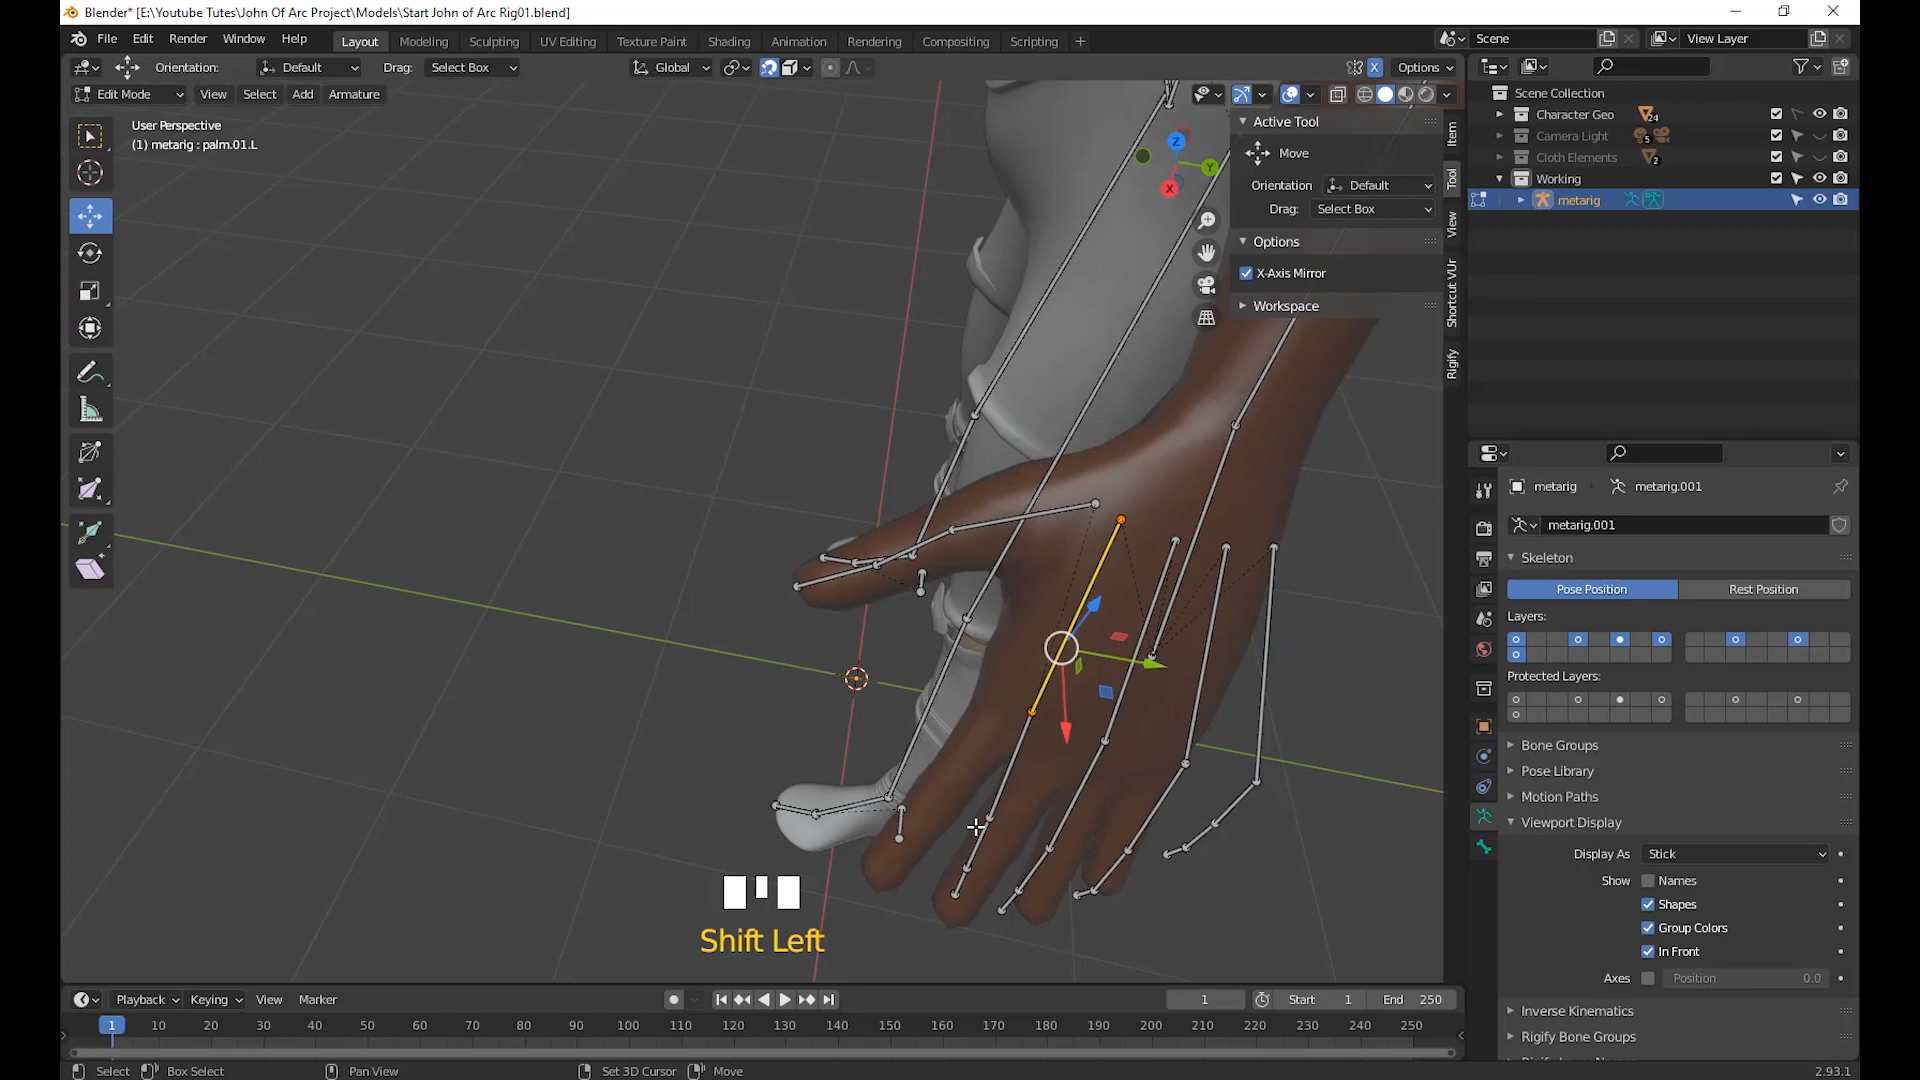 Blender* [E:\Youtube Tutes\John Of Arc Project\Models\Start John of Arc Rig01.blend]
File Edit Render Window Help Layout Modeling Sculpting UV Editing Texture Paint Shading Animation Rendering Compositing Scripting + Scene View Layer
Orientation: Default Drag: Select Box Global Options
Edit Mode View Select Add Armature
User Perspective
(1) metarig : palm.01.L
Z
Y
X
Active Tool
Move
Orientation Default
Drag: Select Box
Options
X-Axis Mirror
Workspace
Item
Tool
View
Shortcut VUr
Rigify
Scene Collection
Character Geo 24
Camera Light 5
Cloth Elements 2
Working
metarig
metarig metarig.001
metarig.001
Skeleton
Pose Position Rest Position
Layers:
Protected Layers:
Bone Groups
Pose Library
Motion Paths
Viewport Display
Display As Stick
Show Names
Shapes
Group Colors
In Front
Axes Position 0.0
Inverse Kinematics
Rigify Bone Groups
Shift Left
Playback Keying View Marker 1 Start 1 End 250
1 10 20 30 40 50 60 70 80 90 100 110 120 130 140 150 160 170 180 190 200 210 220 230 240 250
Select Box Select Pan View Set 3D Cursor Move 2.93.1